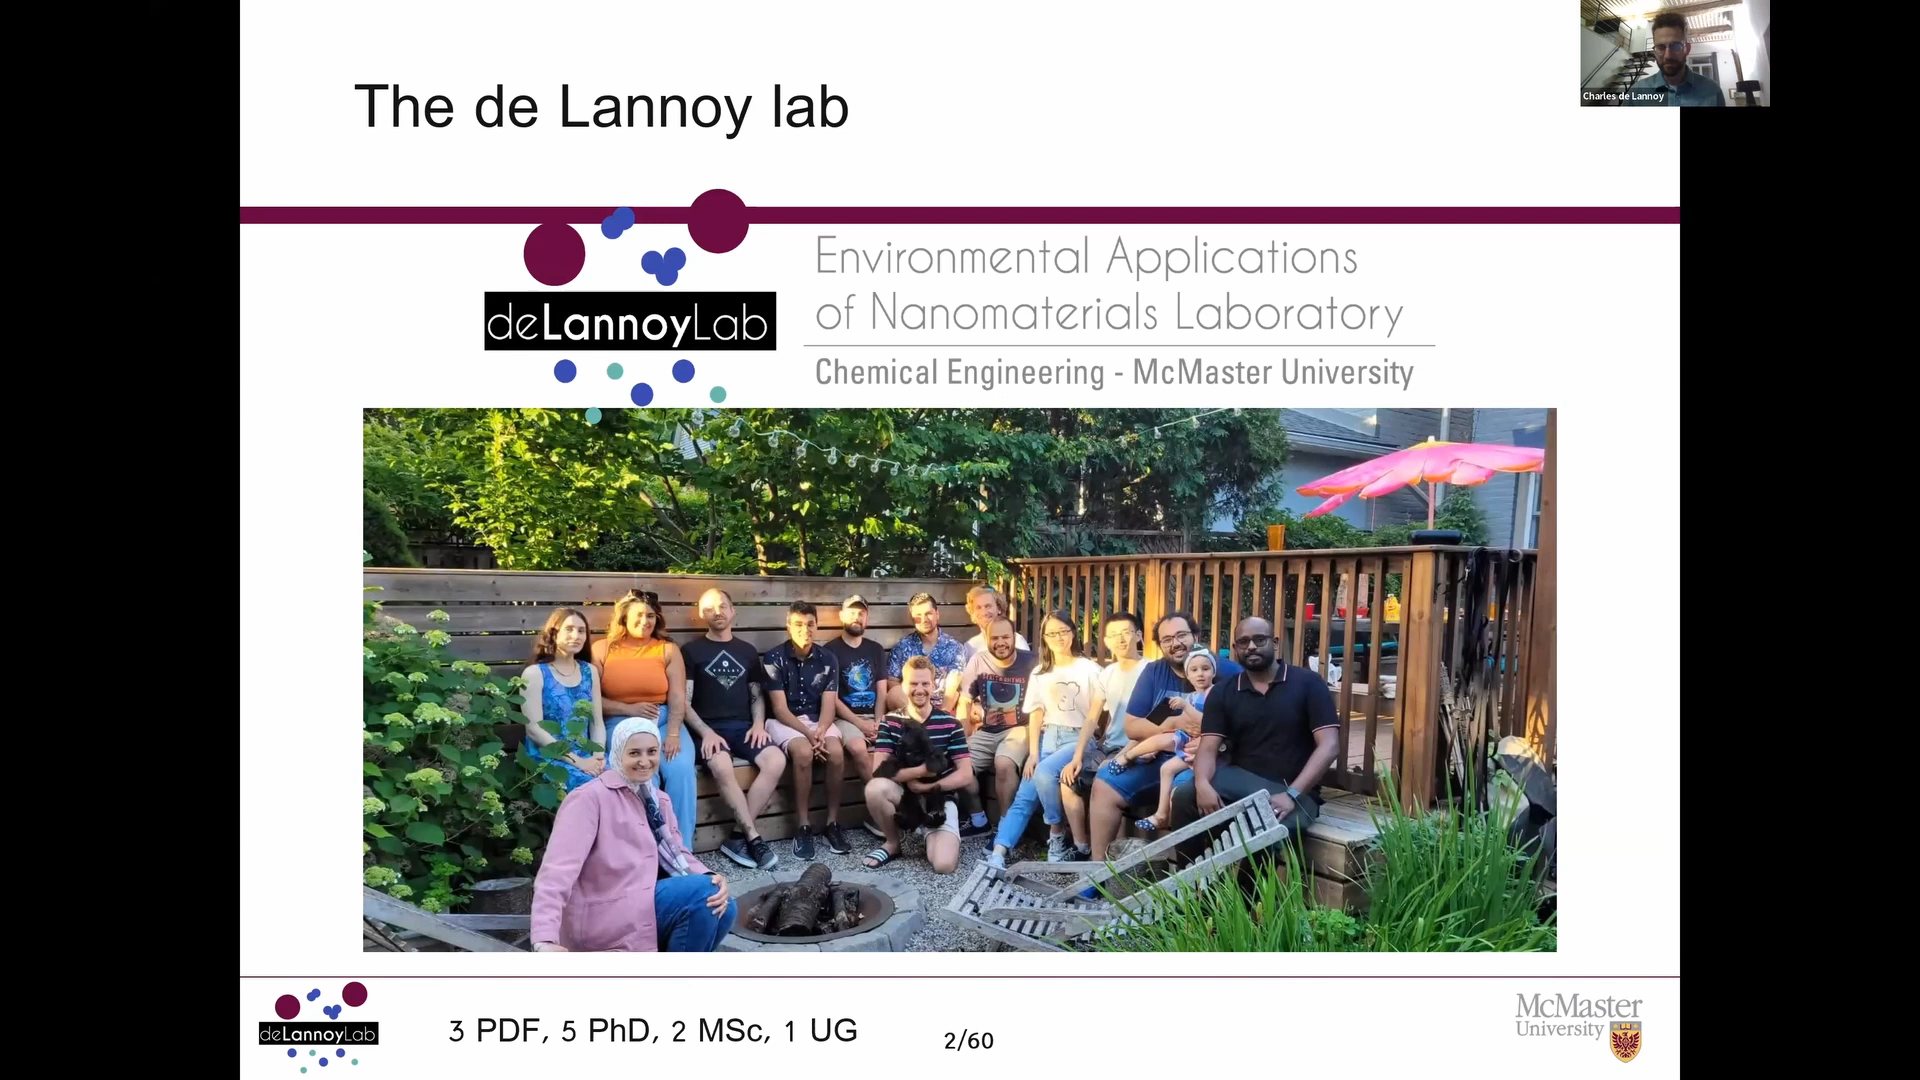 The de Lannoy lab
Charles de Lannoy
deLannoyLab
Environmental Applications
of Nanomaterials Laboratory
Chemical Engineering - McMaster University
deLannoyLab
3 PDF, 5 PhD, 2 MSc, 1 UG
2/60
McMaster
University